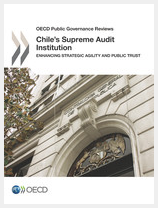 OECD Public Governance Reviews
Chile's Supreme Audit
Institution
ENHANCING STRATEGIC AGILITY AND PUBLIC TRUST
OECD